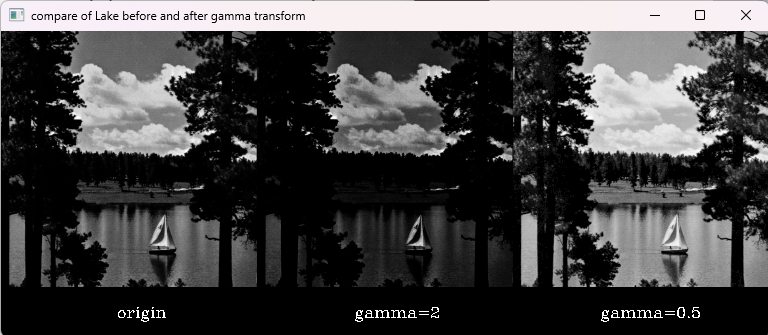 compare of Lake before and after gamma transform
origin
gamma=2
gamma=0.5